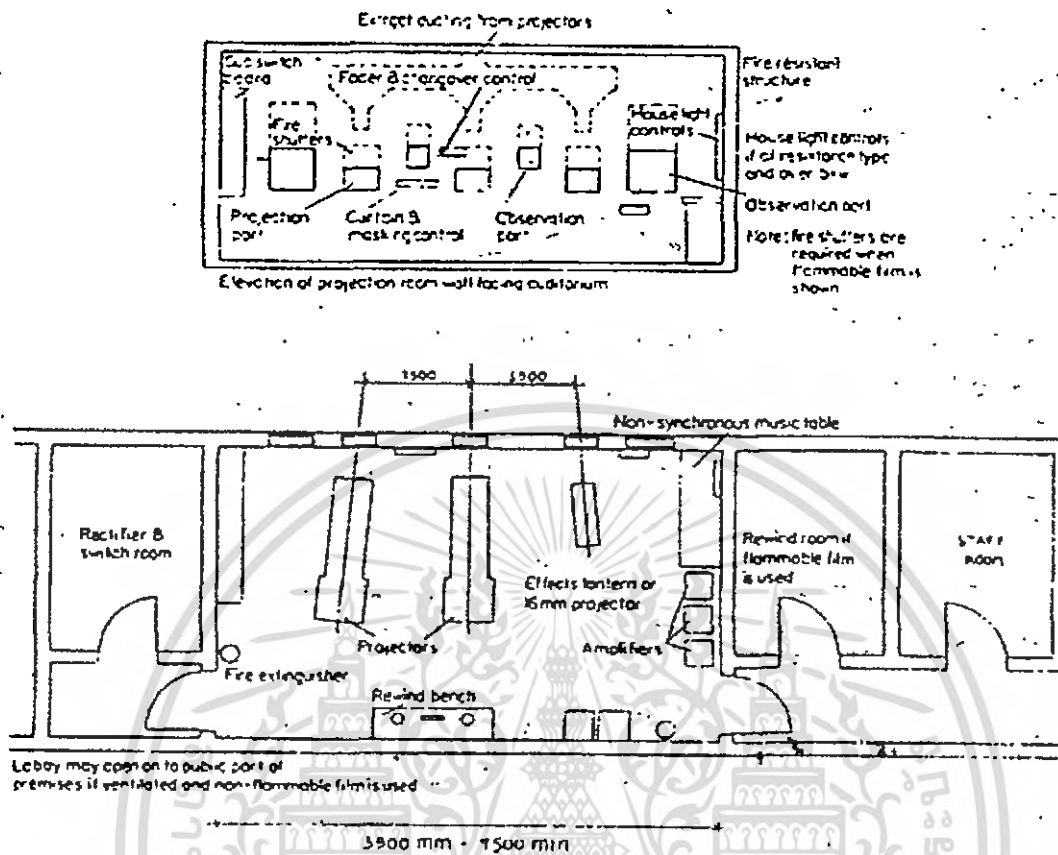 Extract ducting from projectors
Sub switch
board
Fader & changeover control
Fire
shutters
House light
controls
Projection
port
Curtain &
masking control
Observation
port
Fire resistant
structure
House light controls
if of resistance type
and over
Observation port
Note: fire shutters are
required when
flammable film is
shown
Elevation of projection room wall facing auditorium
1500
Non-synchronous music table
Rectifier &
switch room
Effects lantern or
16mm projector
Rewind room if
flammable film
is used
STAFF
ROOM
Projectors
Amplifiers
Fire extinguisher
Rewind bench
Lobby may open on to public part of
premises if ventilated and non-flammable film is used
mm -